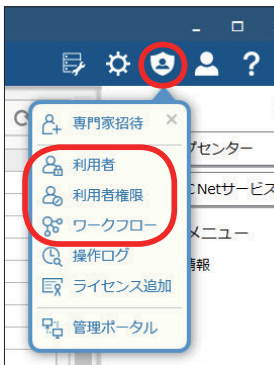 ?
専門家招待 ×
プセンター
利用者
CNetサービス
利用者権限
ワークフロー
メニュー
操作ログ
情報
ライセンス追加
管理ポータル